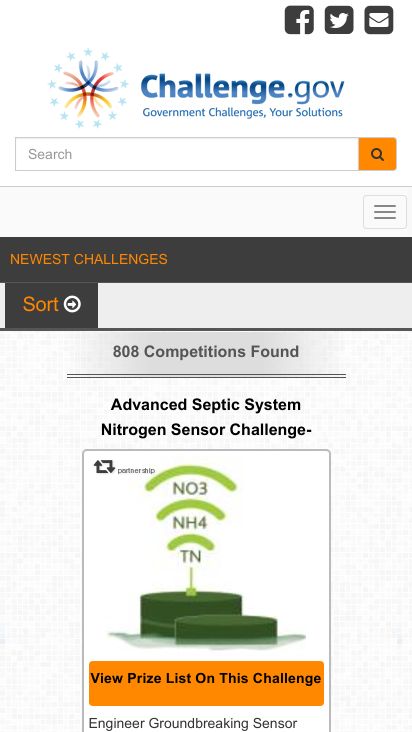 Challenge.gov
Government Challenges, Your Solutions
Search
NEWEST CHALLENGES
Sort
808 Competitions Found
Advanced Septic System
Nitrogen Sensor Challenge-
partnership
NO3
NH4
TN
View Prize List On This Challenge
Engineer Groundbreaking Sensor